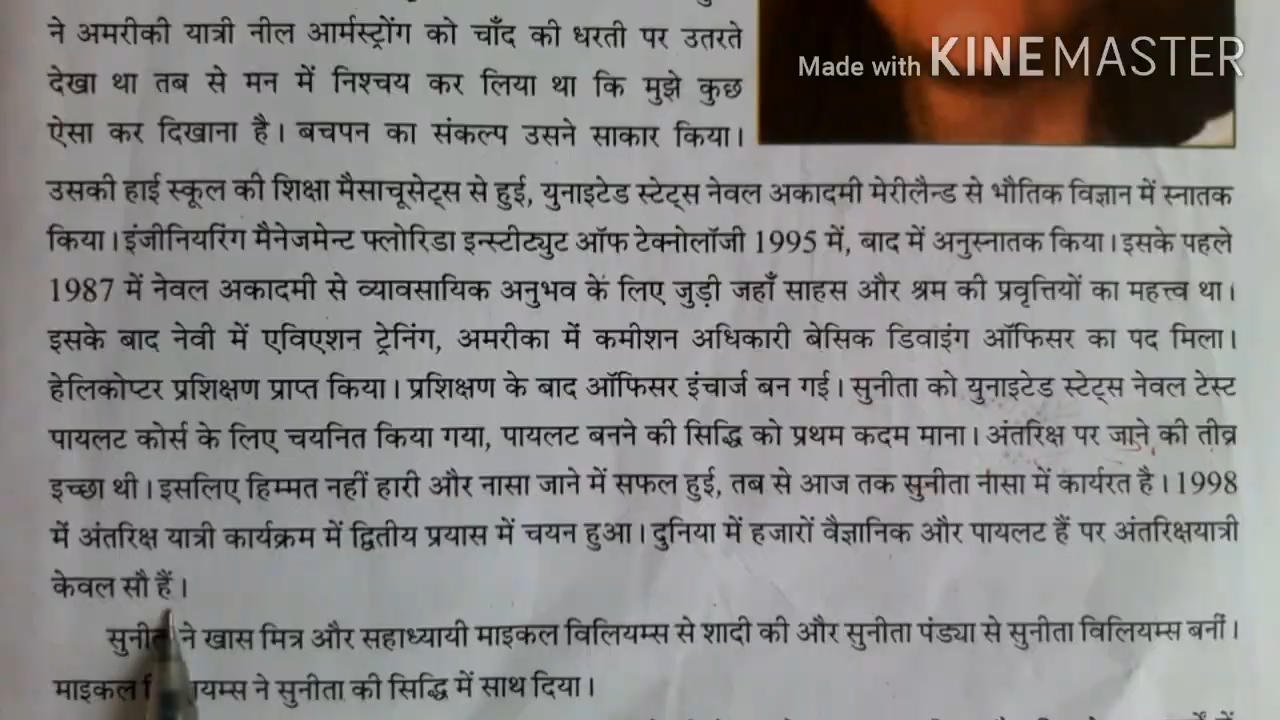 ने अमरीकी यात्री नील आर्मस्ट्रोंग को चाँद की धरती पर उतरते
Made with KINEMASTER
देखा था तब से मन में निश्चय कर लिया था कि मुझे कुछ
ऐसा कर दिखाना है। बचपन का संकल्प उसने साकार किया।
उसकी हाई स्कूल की शिक्षा मैसाचूसेट्स से हुई, युनाइटेड स्टेट्स नेवल अकादमी मेरीलैन्ड से भौतिक विज्ञान में स्नातक
किया। इंजीनियरिंग मैनेजमेन्ट फ्लोरिडा इन्स्टीट्युट ऑफ टेक्नोलॉजी 1995 में, बाद में अनुस्नातक किया। इसके पहले
1987 में नेवल अकादमी से व्यावसायिक अनुभव के लिए जुड़ी जहाँ साहस और श्रम की प्रवृत्तियों का महत्त्व था।
इसके बाद नेवी में एविएशन ट्रेनिंग, अमरीका में कमीशन अधिकारी बेसिक डिवाइंग ऑफिसर का पद मिला।
हेलिकोप्टर प्रशिक्षण प्राप्त किया। प्रशिक्षण के बाद ऑफिसर इंचार्ज बन गई। सुनीता को युनाइटेड स्टेट्स नेवल टेस्ट
पायलट कोर्स के लिए चयनित किया गया, पायलट बनने की सिद्धि को प्रथम कदम माना। अंतरिक्ष पर जाने की तीव्र
इच्छा थी। इसलिए हिम्मत नहीं हारी और नासा जाने में सफल हुई, तब से आज तक सुनीता नासा में कार्यरत है। 1998
में अंतरिक्ष यात्री कार्यक्रम में द्वितीय प्रयास में चयन हुआ। दुनिया में हजारों वैज्ञानिक और पायलट हैं पर अंतरिक्षयात्री
केवल सौ हैं।
ने खास मित्र और सहाध्यायी माइकल विलियम्स से शादी की और सुनीता पंड्या से सुनीता विलियम्स बनीं।
माइकल ने सुनीता की सिद्धि में साथ दिया।